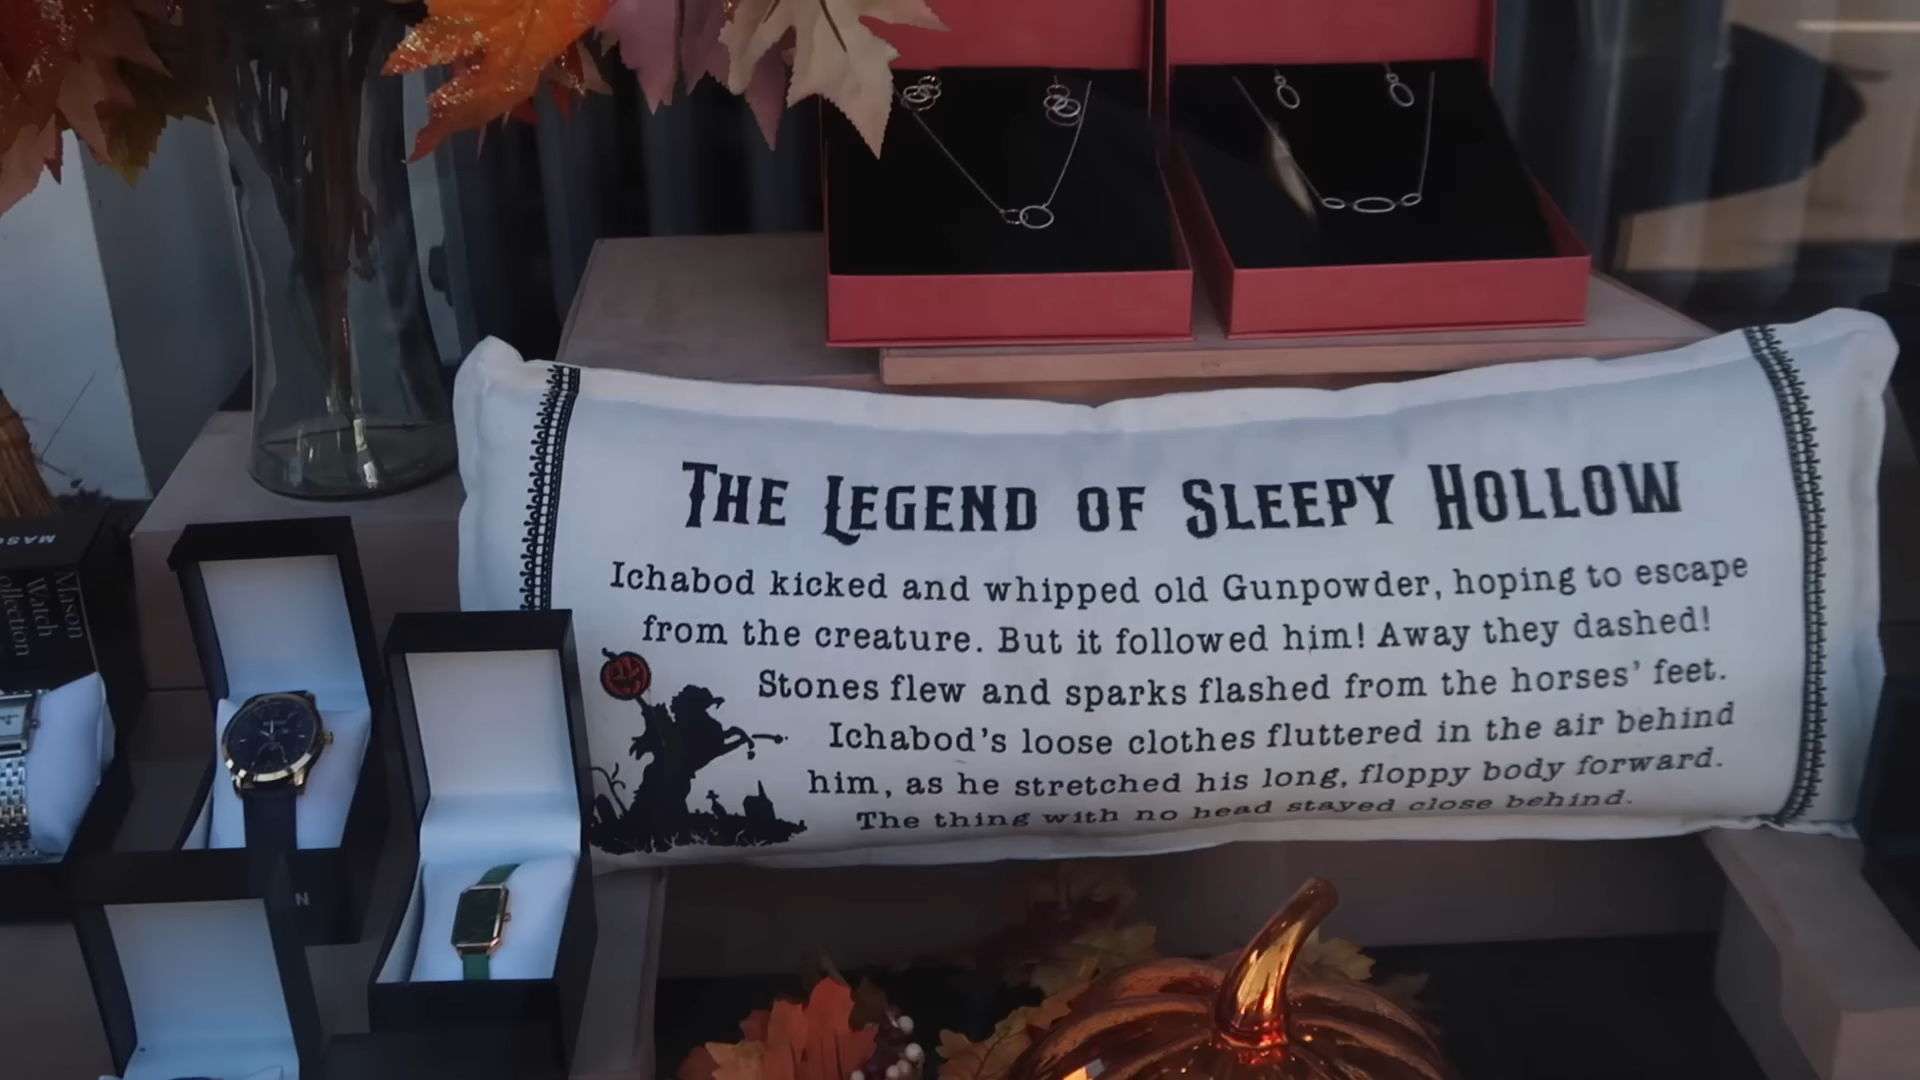 THE LEGEND OF SLEEPY HOLLOW
Ichabod kicked and whipped old Gunpowder, hoping to escape
from the creature. But it followed him! Away they dashed!
Stones flew and sparks flashed from the horses' feet.
Ichabod's loose clothes fluttered in the air behind
him, as he stretched his long, floppy body forward.
The thing with no head stayed close behind.
Mason
Watch
ollection
MAS
N